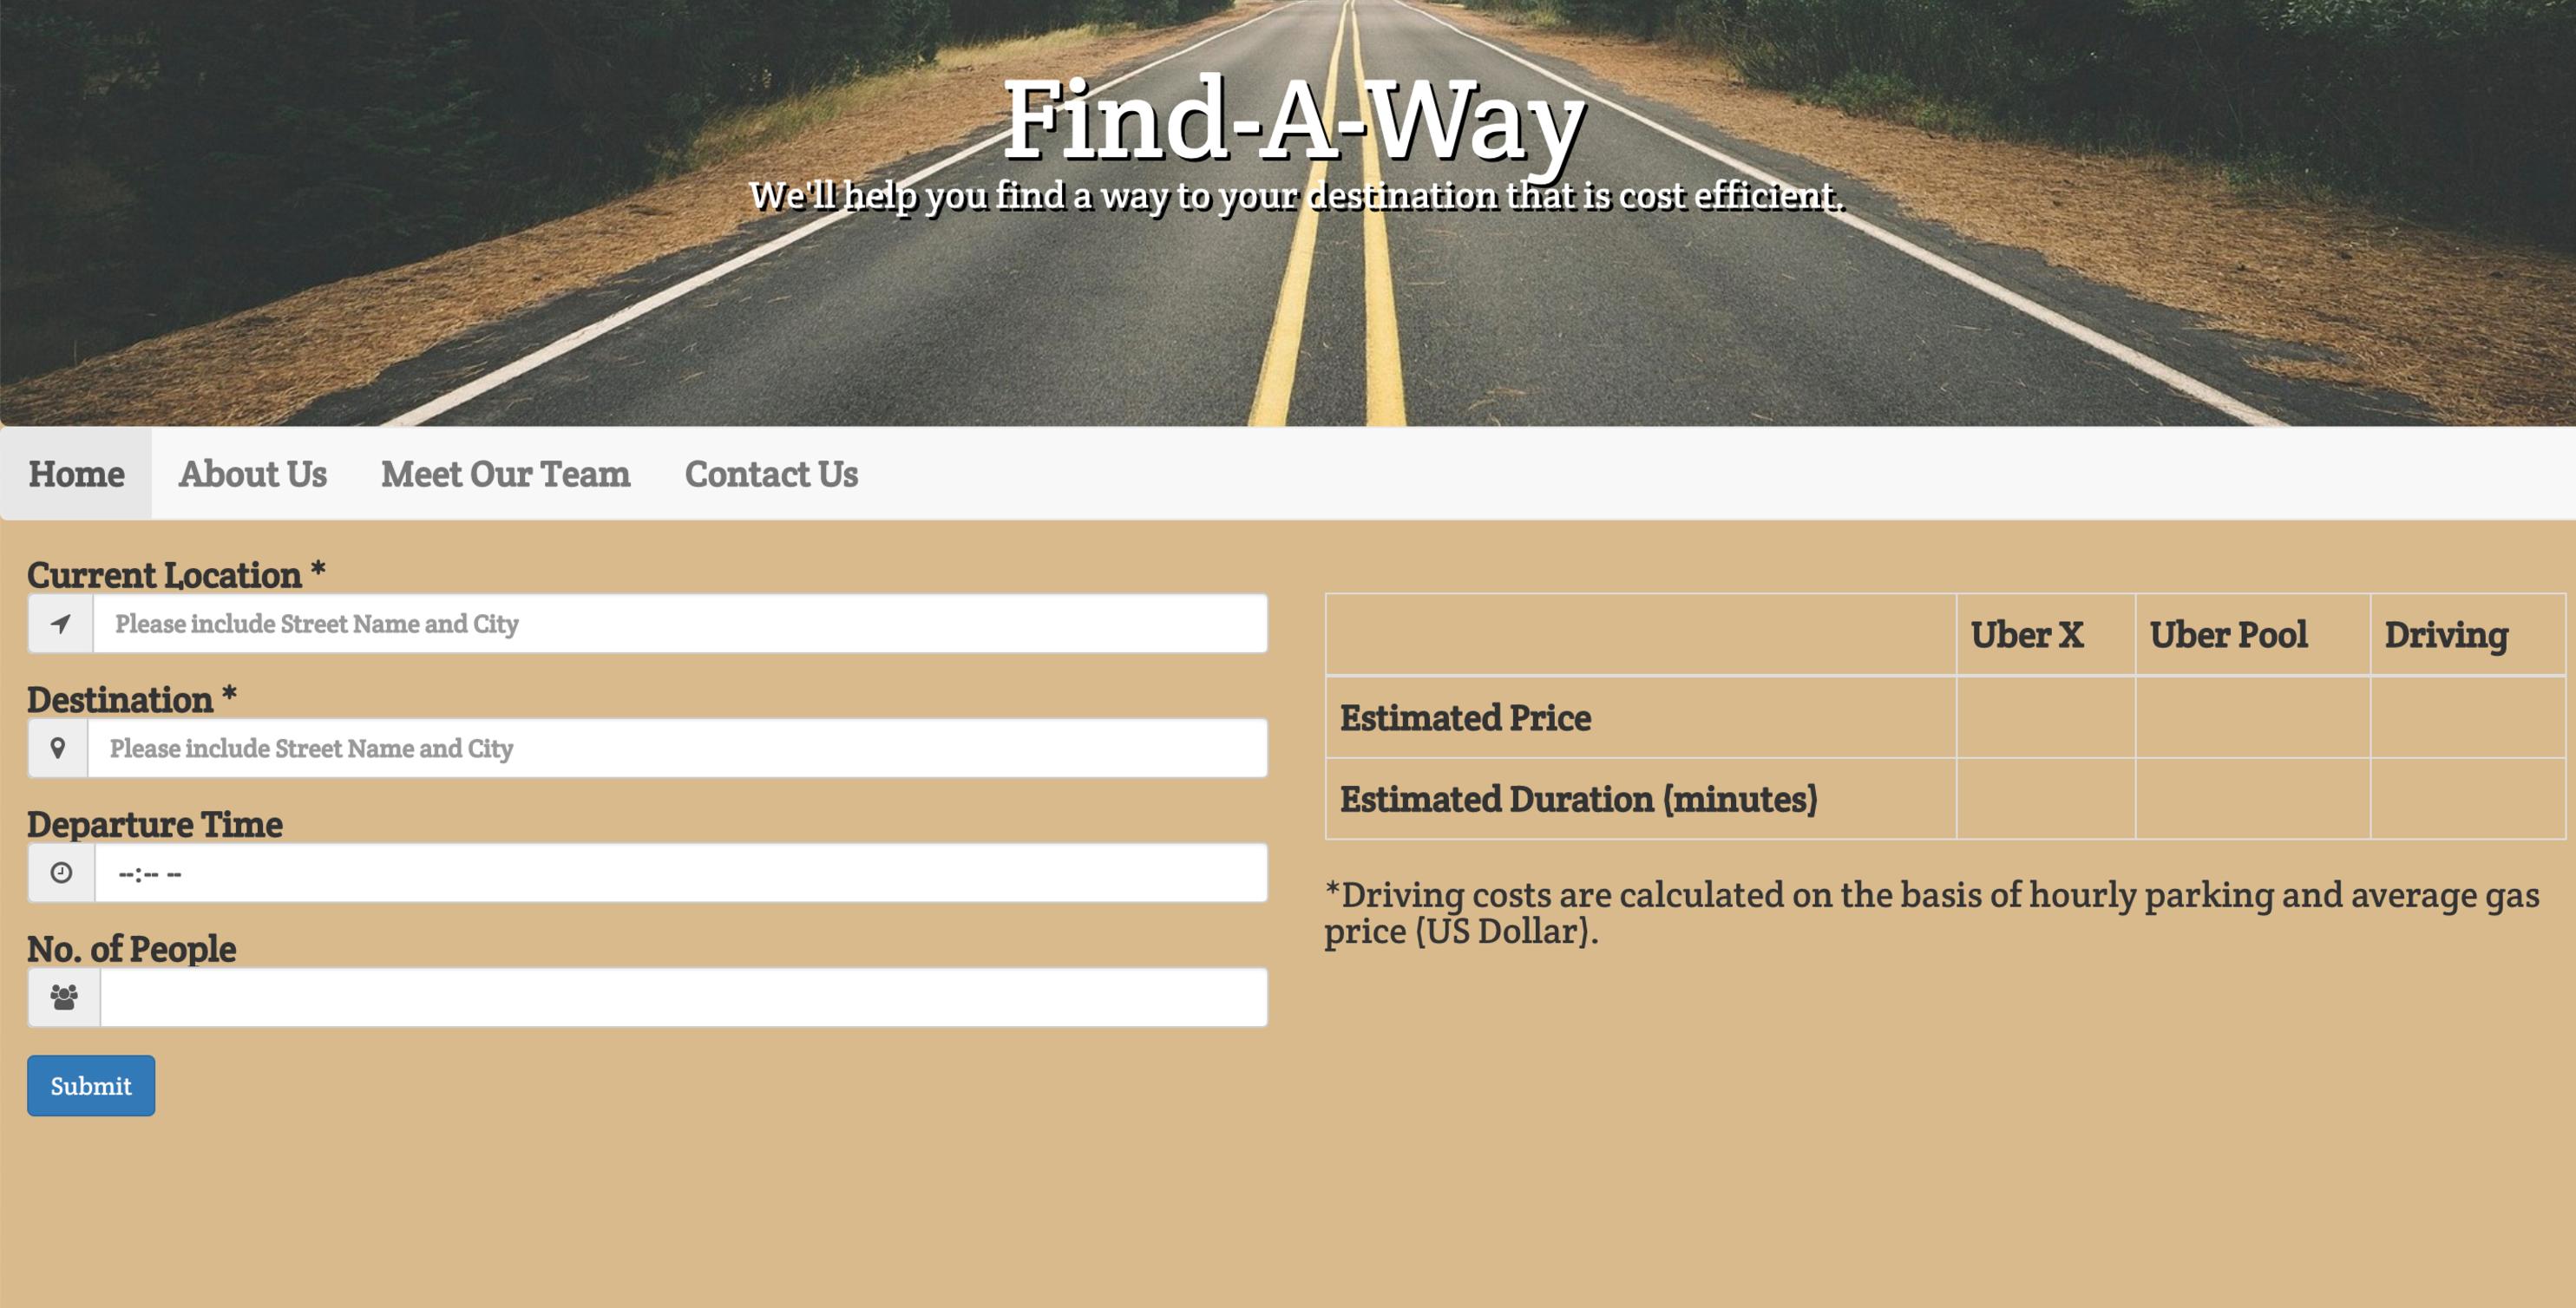 Find-A-Way
We'll help you find a way to your destination that is cost efficient.
Home About Us Meet Our Team Contact Us
Current Location *
Please include Street Name and City
Destination *
Please include Street Name and City
Departure Time
--:-- --
No. of People
Submit
Uber X Uber Pool Driving
Estimated Price
Estimated Duration (minutes)
*Driving costs are calculated on the basis of hourly parking and average gas
price (US Dollar).